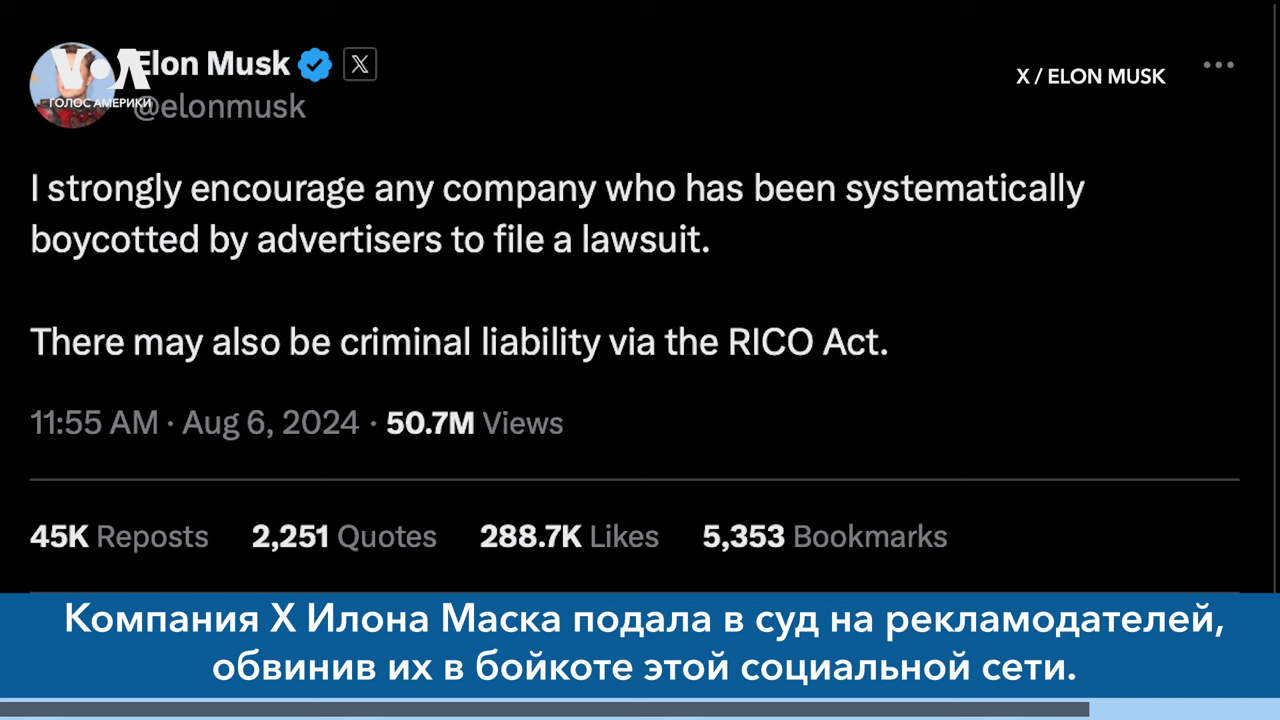 VOA
ГОЛОС АМЕРИКИ
Elon Musk
@elonmusk
X / ELON MUSK
I strongly encourage any company who has been systematically
boycotted by advertisers to file a lawsuit.
There may also be criminal liability via the RICO Act.
11:55 AM · Aug 6, 2024 · 50.7M Views
45K Reposts 2,251 Quotes 288.7K Likes 5,353 Bookmarks
Компания X Илона Маска подала в суд на рекламодателей,
обвинив их в бойкоте этой социальной сети.